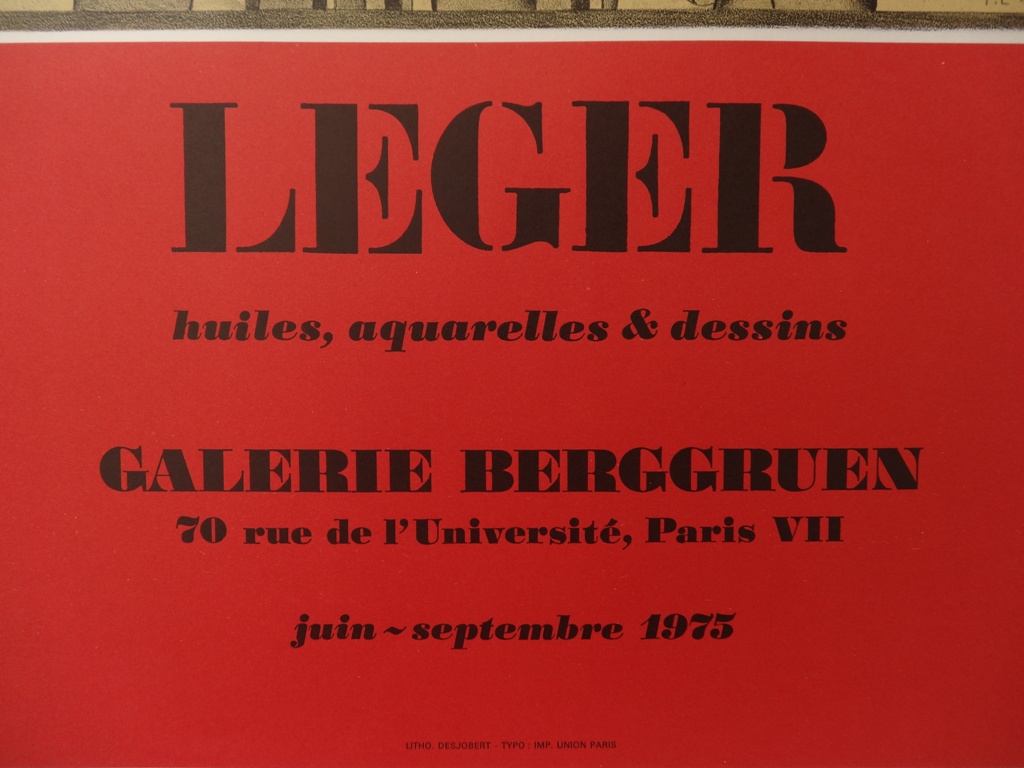 LEGER
huiles, aquarelles & dessins
GALERIE BERGGRUEN
70 rue de l'Université, Paris VII
juin ~ septembre 1975
LITHO. DESJOBERT - TYPO : IMP. UNION PARIS